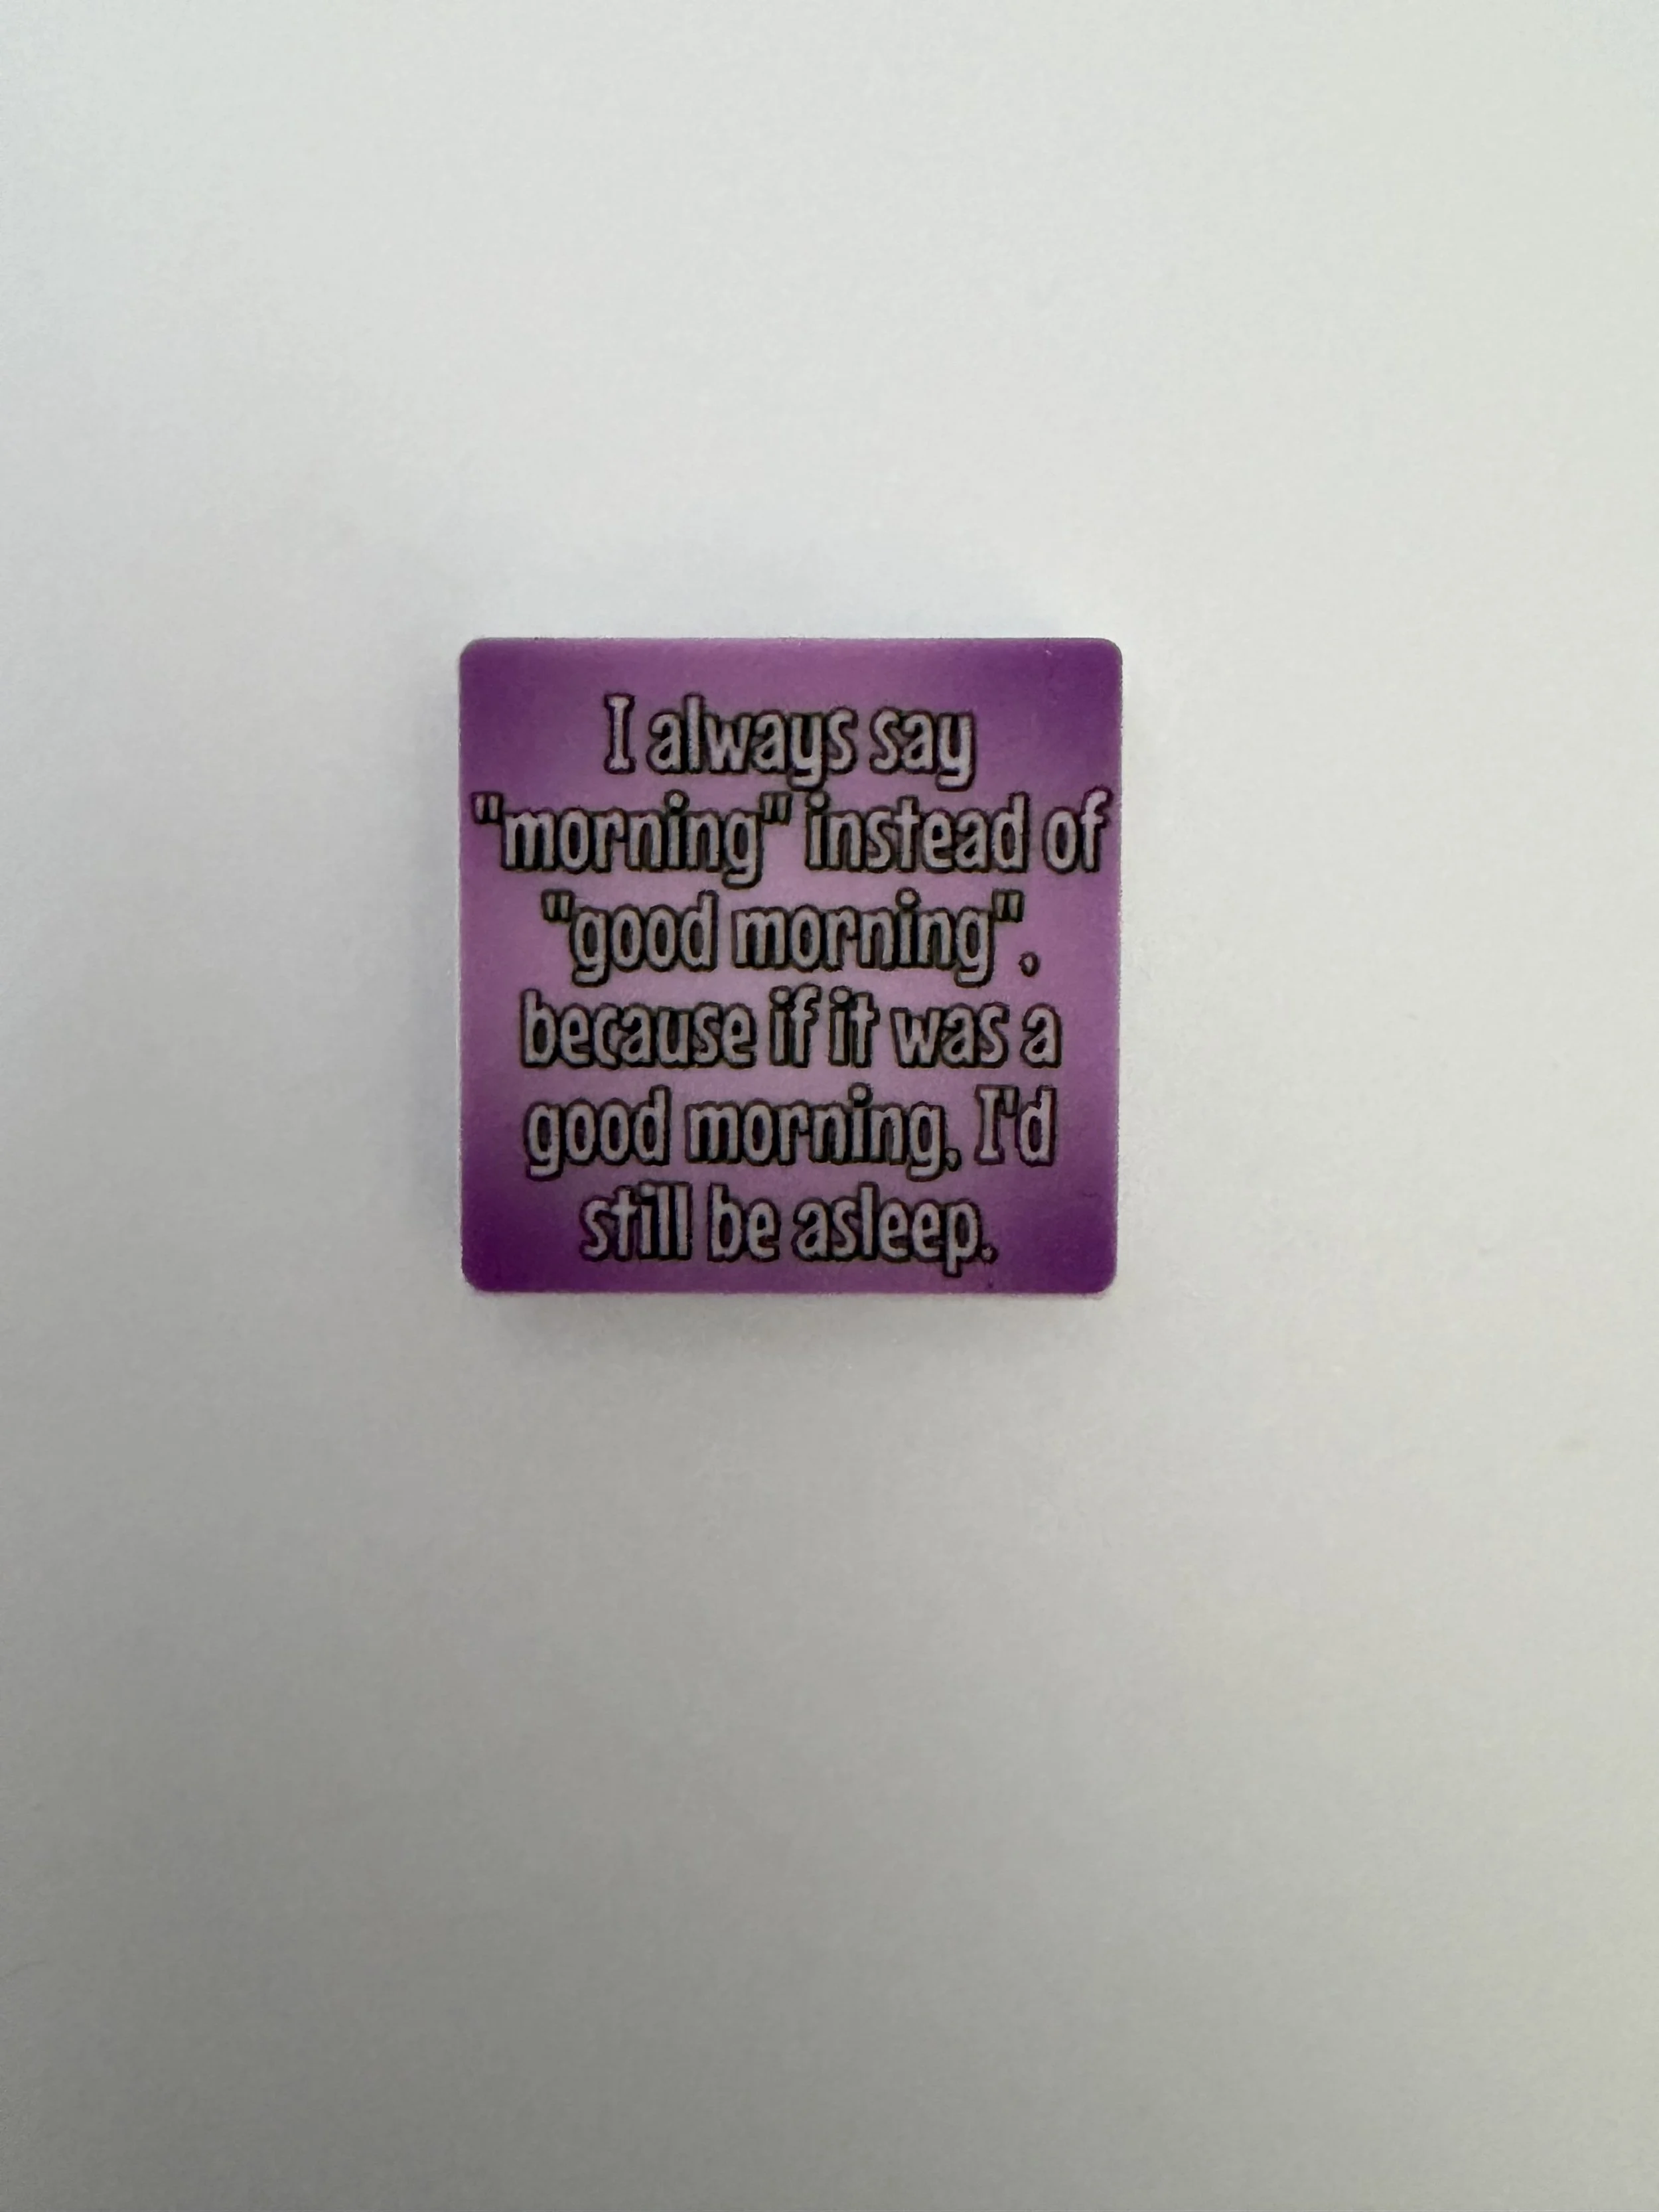 I always say
"morning" instead of
"good morning" .
because if it was a
good morning, I'd
still be asleep.